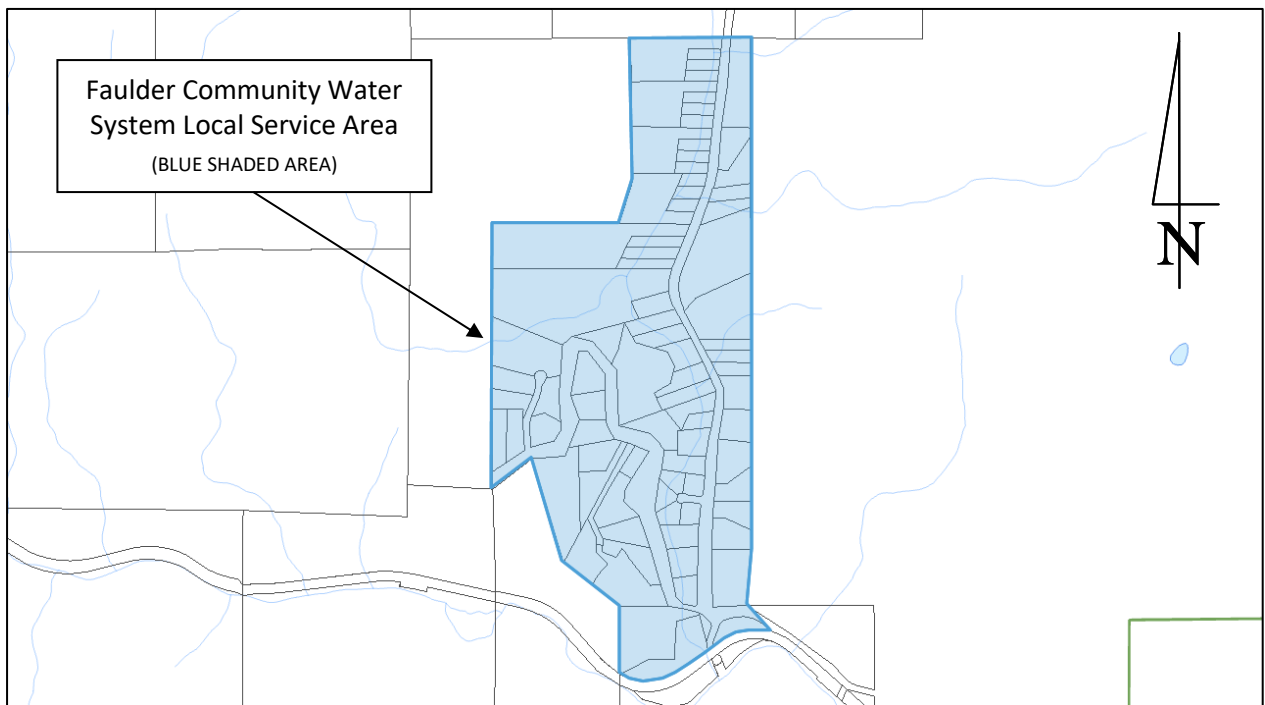 Faulder Community Water
System Local Service Area
(BLUE SHADED AREA)
N